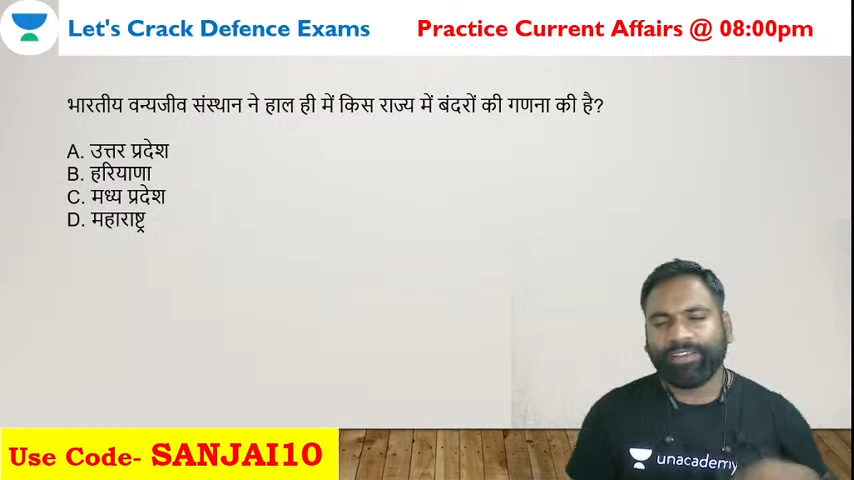 Let's Crack Defence Exams
Practice Current Affairs @ 08:00pm
भारतीय वन्यजीव संस्थान ने हाल ही में किस राज्य में बंदरों की गणना की है?
A. उत्तर प्रदेश
B. हरियाणा
C. मध्य प्रदेश
D. महाराष्ट्र
unacademy
Use Code- SANJAI10